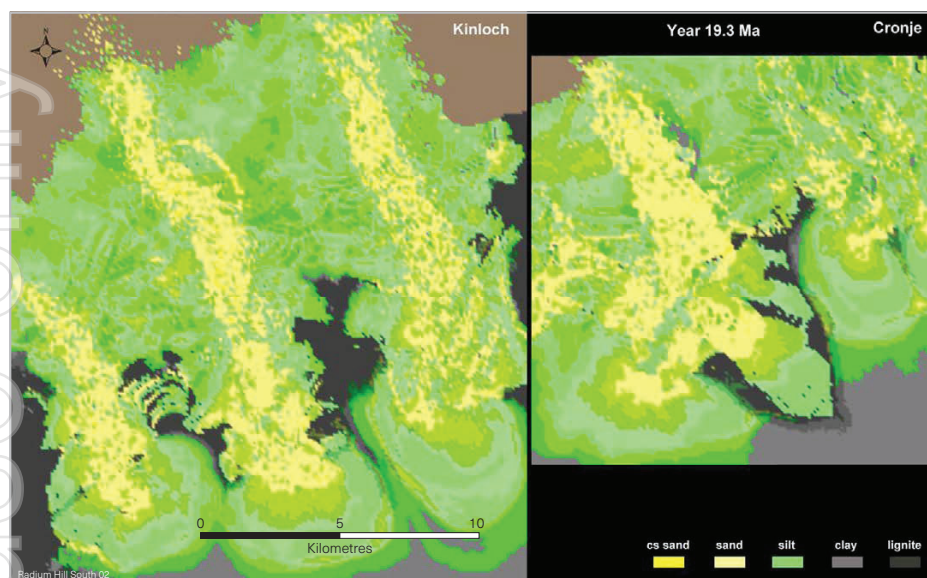 Kinloch
Year 19.3 Ma
Cronje
N
0 5 10
Kilometres
cs sand sand silt clay lignite
Radium Hill South 02